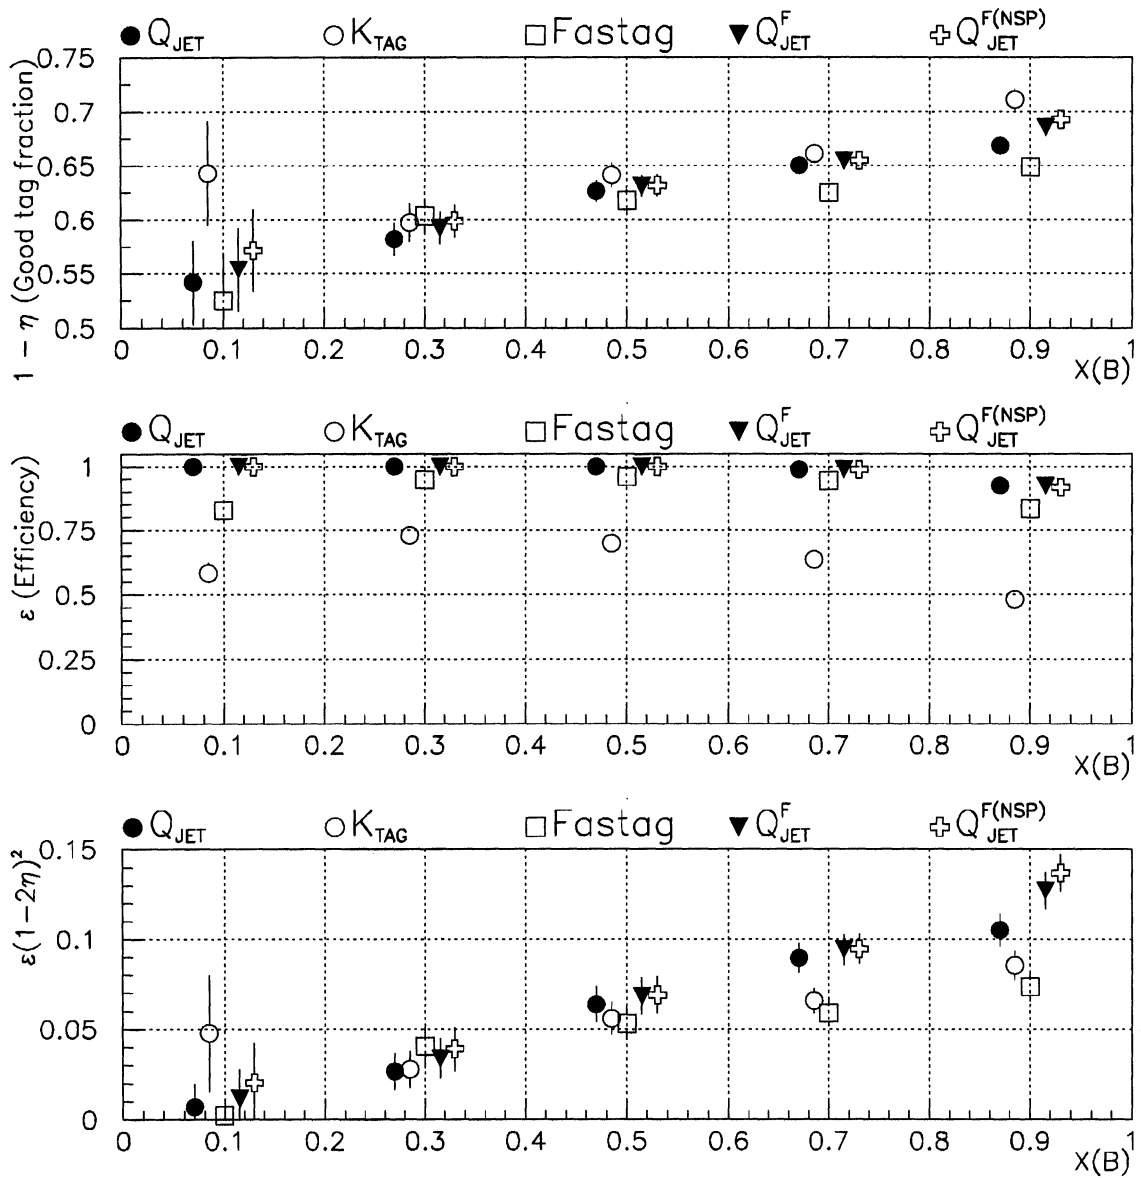 Q_JET K_TAG Fastag Q^F_JET Q^F(NSP)_JET
1 − η (Good tag fraction)
0.75
0.7
0.65
0.6
0.55
0.5
0 0.1 0.2 0.3 0.4 0.5 0.6 0.7 0.8 0.9 1
X(B)
Q_JET K_TAG Fastag Q^F_JET Q^F(NSP)_JET
ε (Efficiency)
1
0.75
0.5
0.25
0
0 0.1 0.2 0.3 0.4 0.5 0.6 0.7 0.8 0.9 1
X(B)
Q_JET K_TAG Fastag Q^F_JET Q^F(NSP)_JET
ε(1−2η)²
0.15
0.1
0.05
0
0 0.1 0.2 0.3 0.4 0.5 0.6 0.7 0.8 0.9 1
X(B)